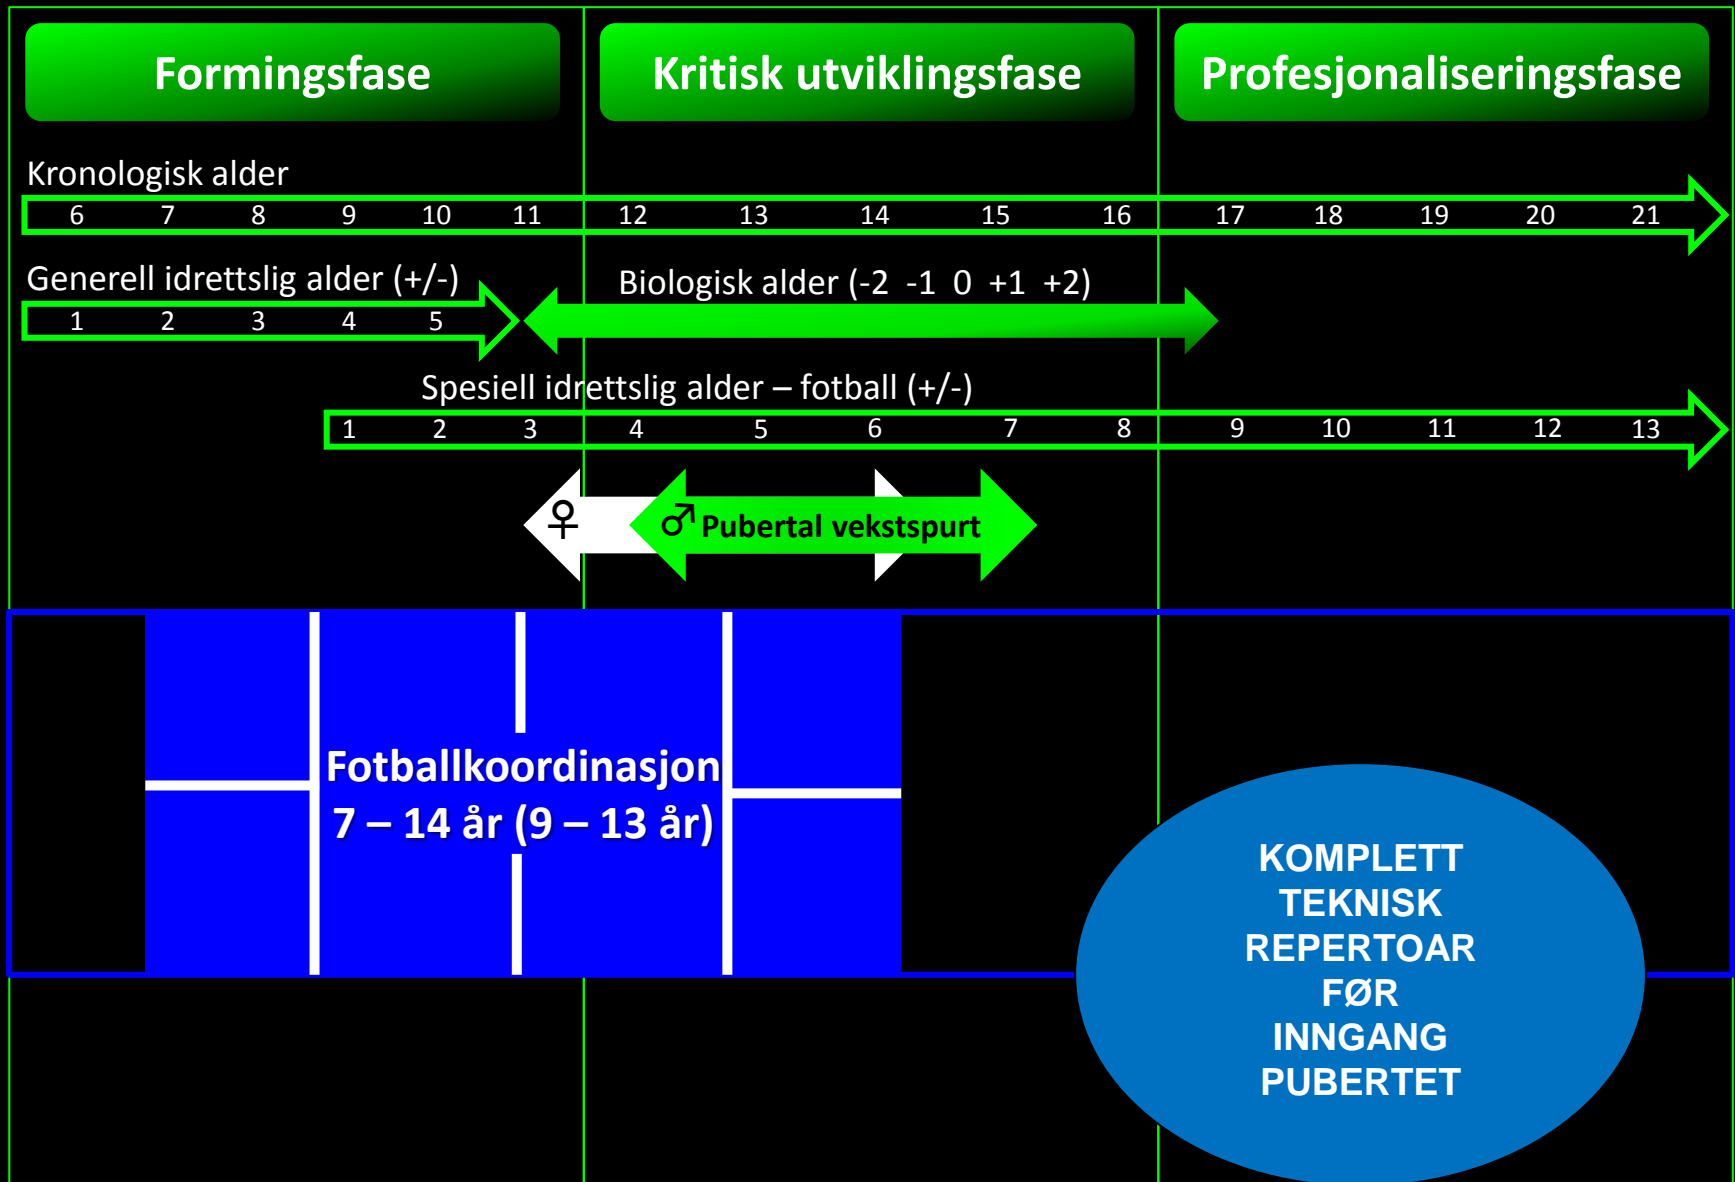 Formingsfase
Kritisk utviklingsfase
Profesjonaliseringsfase
Kronologisk alder
6 7 8 9 10 11 12 13 14 15 16 17 18 19 20 21
Generell idrettslig alder (+/-)
Biologisk alder (-2 -1 0 +1 +2)
1 2 3 4 5
Spesiell idrettslig alder – fotball (+/-)
1 2 3 4 5 6 7 8 9 10 11 12 13
♀ ♂ Pubertal vekstspurt
Fotballkoordinasjon
7 – 14 år (9 – 13 år)
KOMPLETT
TEKNISK
REPERTOAR
FØR
INNGANG
PUBERTET